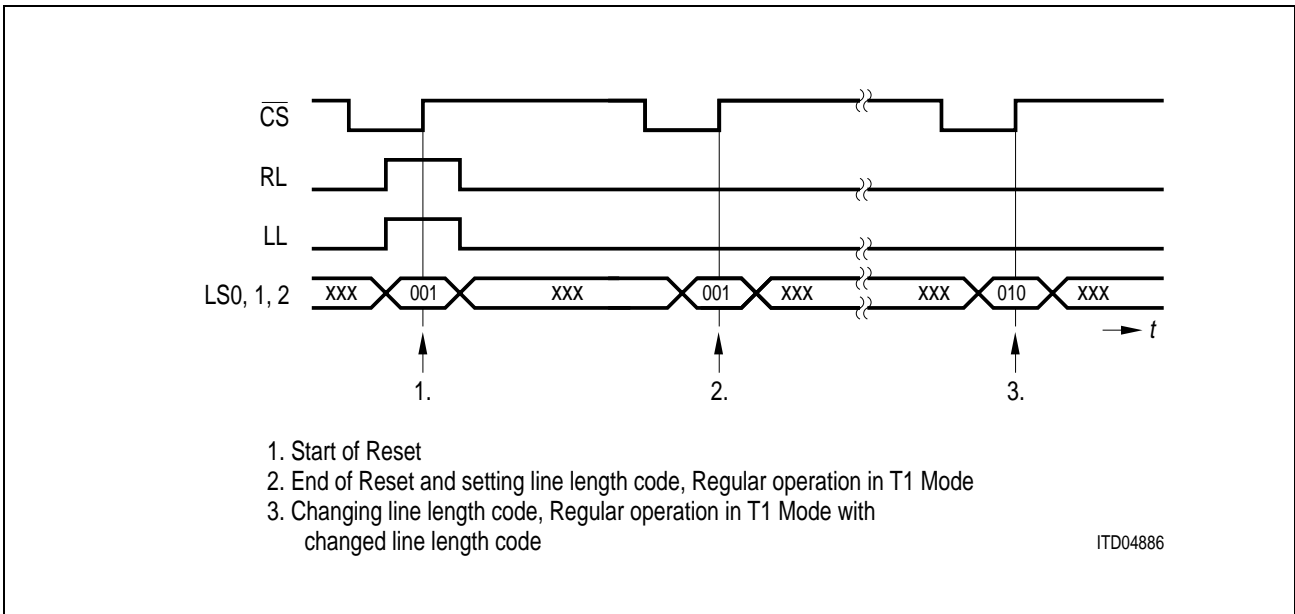 CS
RL
LL
LS0, 1, 2 xxx 001 xxx 001 xxx xxx 010 xxx
t
1. 2. 3.
1. Start of Reset
2. End of Reset and setting line length code, Regular operation in T1 Mode
3. Changing line length code, Regular operation in T1 Mode with
changed line length code
ITD04886